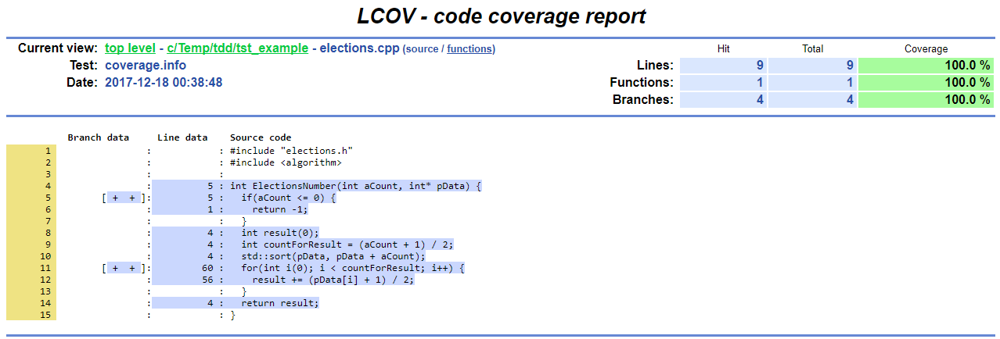 LCOV - code coverage report
Current view: top level - c/Temp/tdd/tst_example - elections.cpp (source / functions)
Test: coverage.info
Date: 2017-12-18 00:38:48
Hit Total Coverage
Lines: 9 9 100.0 %
Functions: 1 1 100.0 %
Branches: 4 4 100.0 %
Branch data Line data Source code
1 : : #include "elections.h"
2 : : #include <algorithm>
3 : :
4 : 5 : int ElectionsNumber(int aCount, int* pData) {
5 [ + + ]: 5 : if(aCount <= 0) {
6 : 1 : return -1;
7 : : }
8 : 4 : int result(0);
9 : 4 : int countForResult = (aCount + 1) / 2;
10 : 4 : std::sort(pData, pData + aCount);
11 [ + + ]: 60 : for(int i(0); i < countForResult; i++) {
12 : 56 : result += (pData[i] + 1) / 2;
13 : : }
14 : 4 : return result;
15 : : }